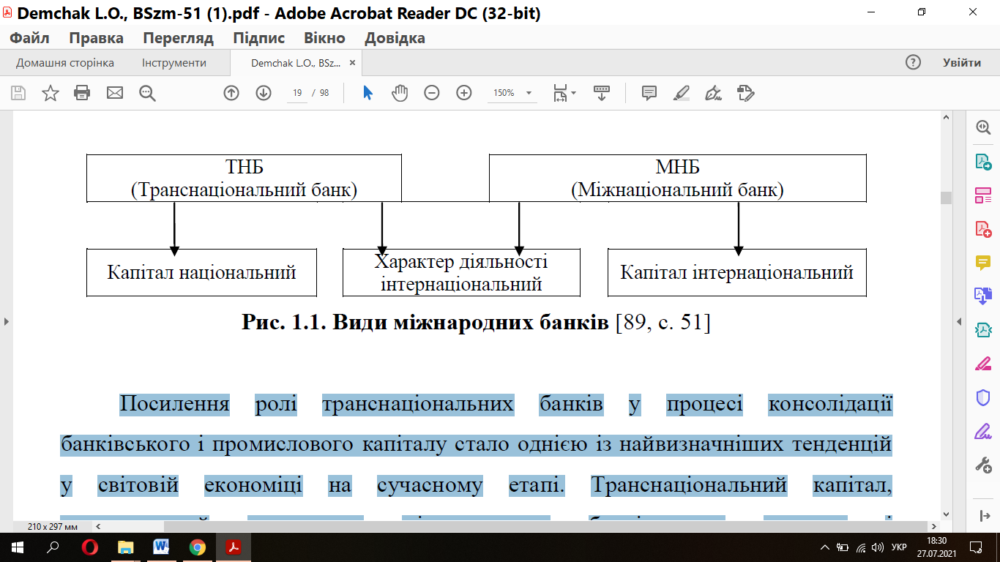 Demchak L.O., BSzm-51 (1).pdf - Adobe Acrobat Reader DC (32-bit)
Файл Правка Перегляд Підпис Вікно Довідка
Домашня сторінка Інструменти Demchak L.O., BSz... × Увійти
19 / 98 150%
ТНБ
(Транснаціональний банк)
МНБ
(Міжнаціональний банк)
Капітал національний
Характер діяльності
інтернаціональний
Капітал інтернаціональний
Рис. 1.1. Види міжнародних банків [89, с. 51]
Посилення ролі транснаціональних банків у процесі консолідації
банківського і промислового капіталу стало однією із найвизначніших тенденцій
у світовій економіці на сучасному етапі. Транснаціональний капітал,
210 x 297 мм
УКР
18:30
27.07.2021